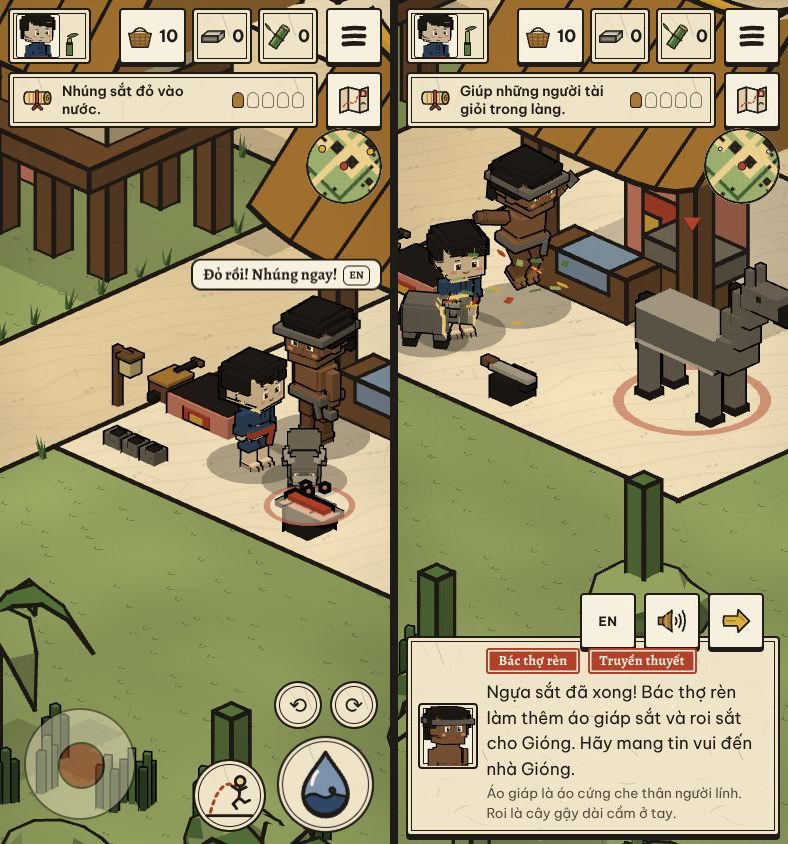 10
0
0
Nhúng sắt đỏ vào
nước.
Đỏ rồi! Nhúng ngay! EN
10
0
0
Giúp những người tài
giỏi trong làng.
EN
Bác thợ rèn
Truyền thuyết
Ngựa sắt đã xong! Bác thợ rèn
làm thêm áo giáp sắt và roi sắt
cho Gióng. Hãy mang tin vui đến
nhà Gióng.
Áo giáp là áo cứng che thân người lính.
Roi là cây gậy dài cầm ở tay.